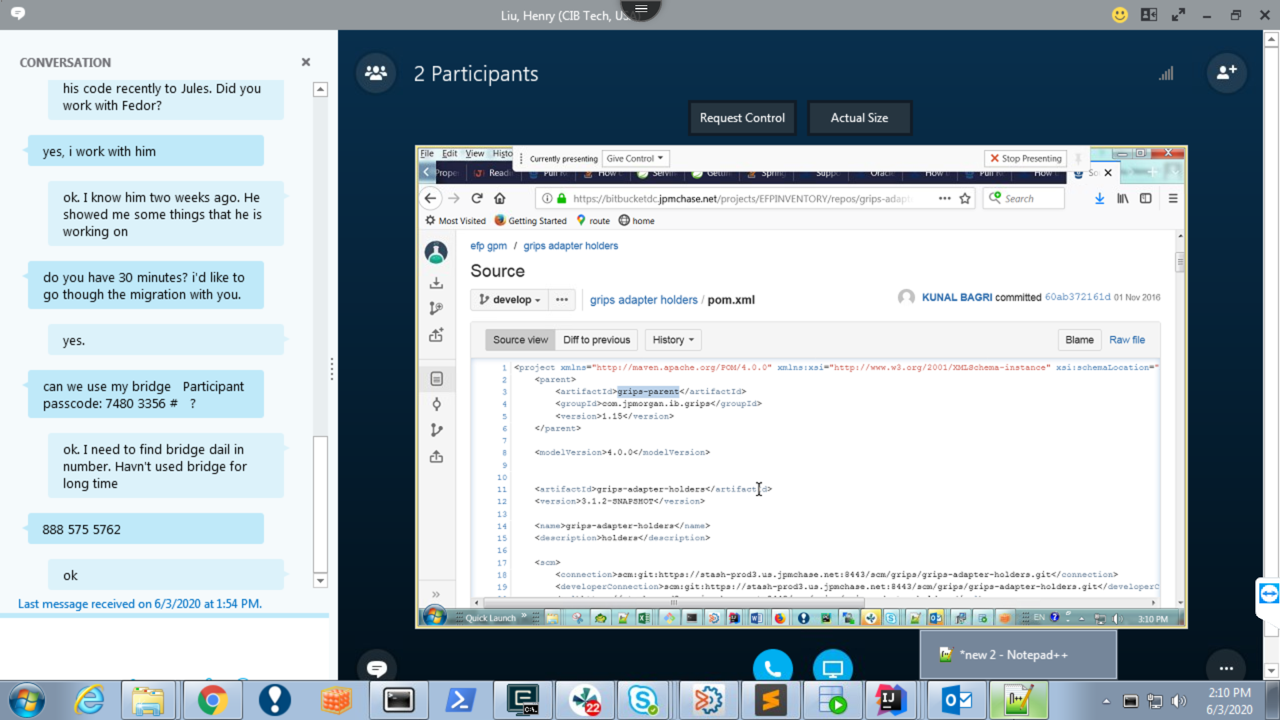 Liu, Henry (CIB Tech, US
CONVERSATION
his code recently to Jules. Did you
work with Fedor?
yes, i work with him
ok. I know him two weeks ago. He
showed me some things that he is
working on
do you have 30 minutes? i'd like to
go though the migration with you.
yes.
can we use my bridge Participant
passcode: 7480 3356 # ?
ok. I need to find bridge dail in
number. Havn't used bridge for
long time
888 575 5762
ok
Last message received on 6/3/2020 at 1:54 PM.
2 Participants
Request Control
Actual Size
File Edit View Histo
Currently presenting
Give Control
Stop Presenting
https://bitbucketdc.jpmchase.net/projects/EFPINVENTORY/repos/grips-adapt
Search
Most Visited
Getting Started
route
home
efp gpm / grips adapter holders
Source
develop
grips adapter holders / pom.xml
KUNAL BAGRI committed 60ab372161d 01 Nov 2016
Source view
Diff to previous
History
Blame
Raw file
1 <project xmlns="http://maven.apache.org/POM/4.0.0" xmlns:xsi="http://www.w3.org/2001/XMLSchema-instance" xsi:schemaLocation="
2 <parent>
3 <artifactId>grips-parent</artifactId>
4 <groupId>com.jpmorgan.ib.grips</groupId>
5 <version>1.15</version>
6 </parent>
7
8 <modelVersion>4.0.0</modelVersion>
9
10
11 <artifactId>grips-adapter-holders</artifactId>
12 <version>3.1.2-SNAPSHOT</version>
13
14 <name>grips-adapter-holders</name>
15 <description>holders</description>
16
17 <scm>
18 <connection>scm:git:https://stash-prod3.us.jpmchase.net:8443/scm/grips/grips-adapter-holders.git</connection>
19 <developerConnection>scm:git:https://stash-prod3.us.jpmchase.net:8443/scm/grips/grips-adapter-holders.git</developerC
Quick Launch
EN
3:10 PM
*new 2 - Notepad++
22
2:10 PM
6/3/2020